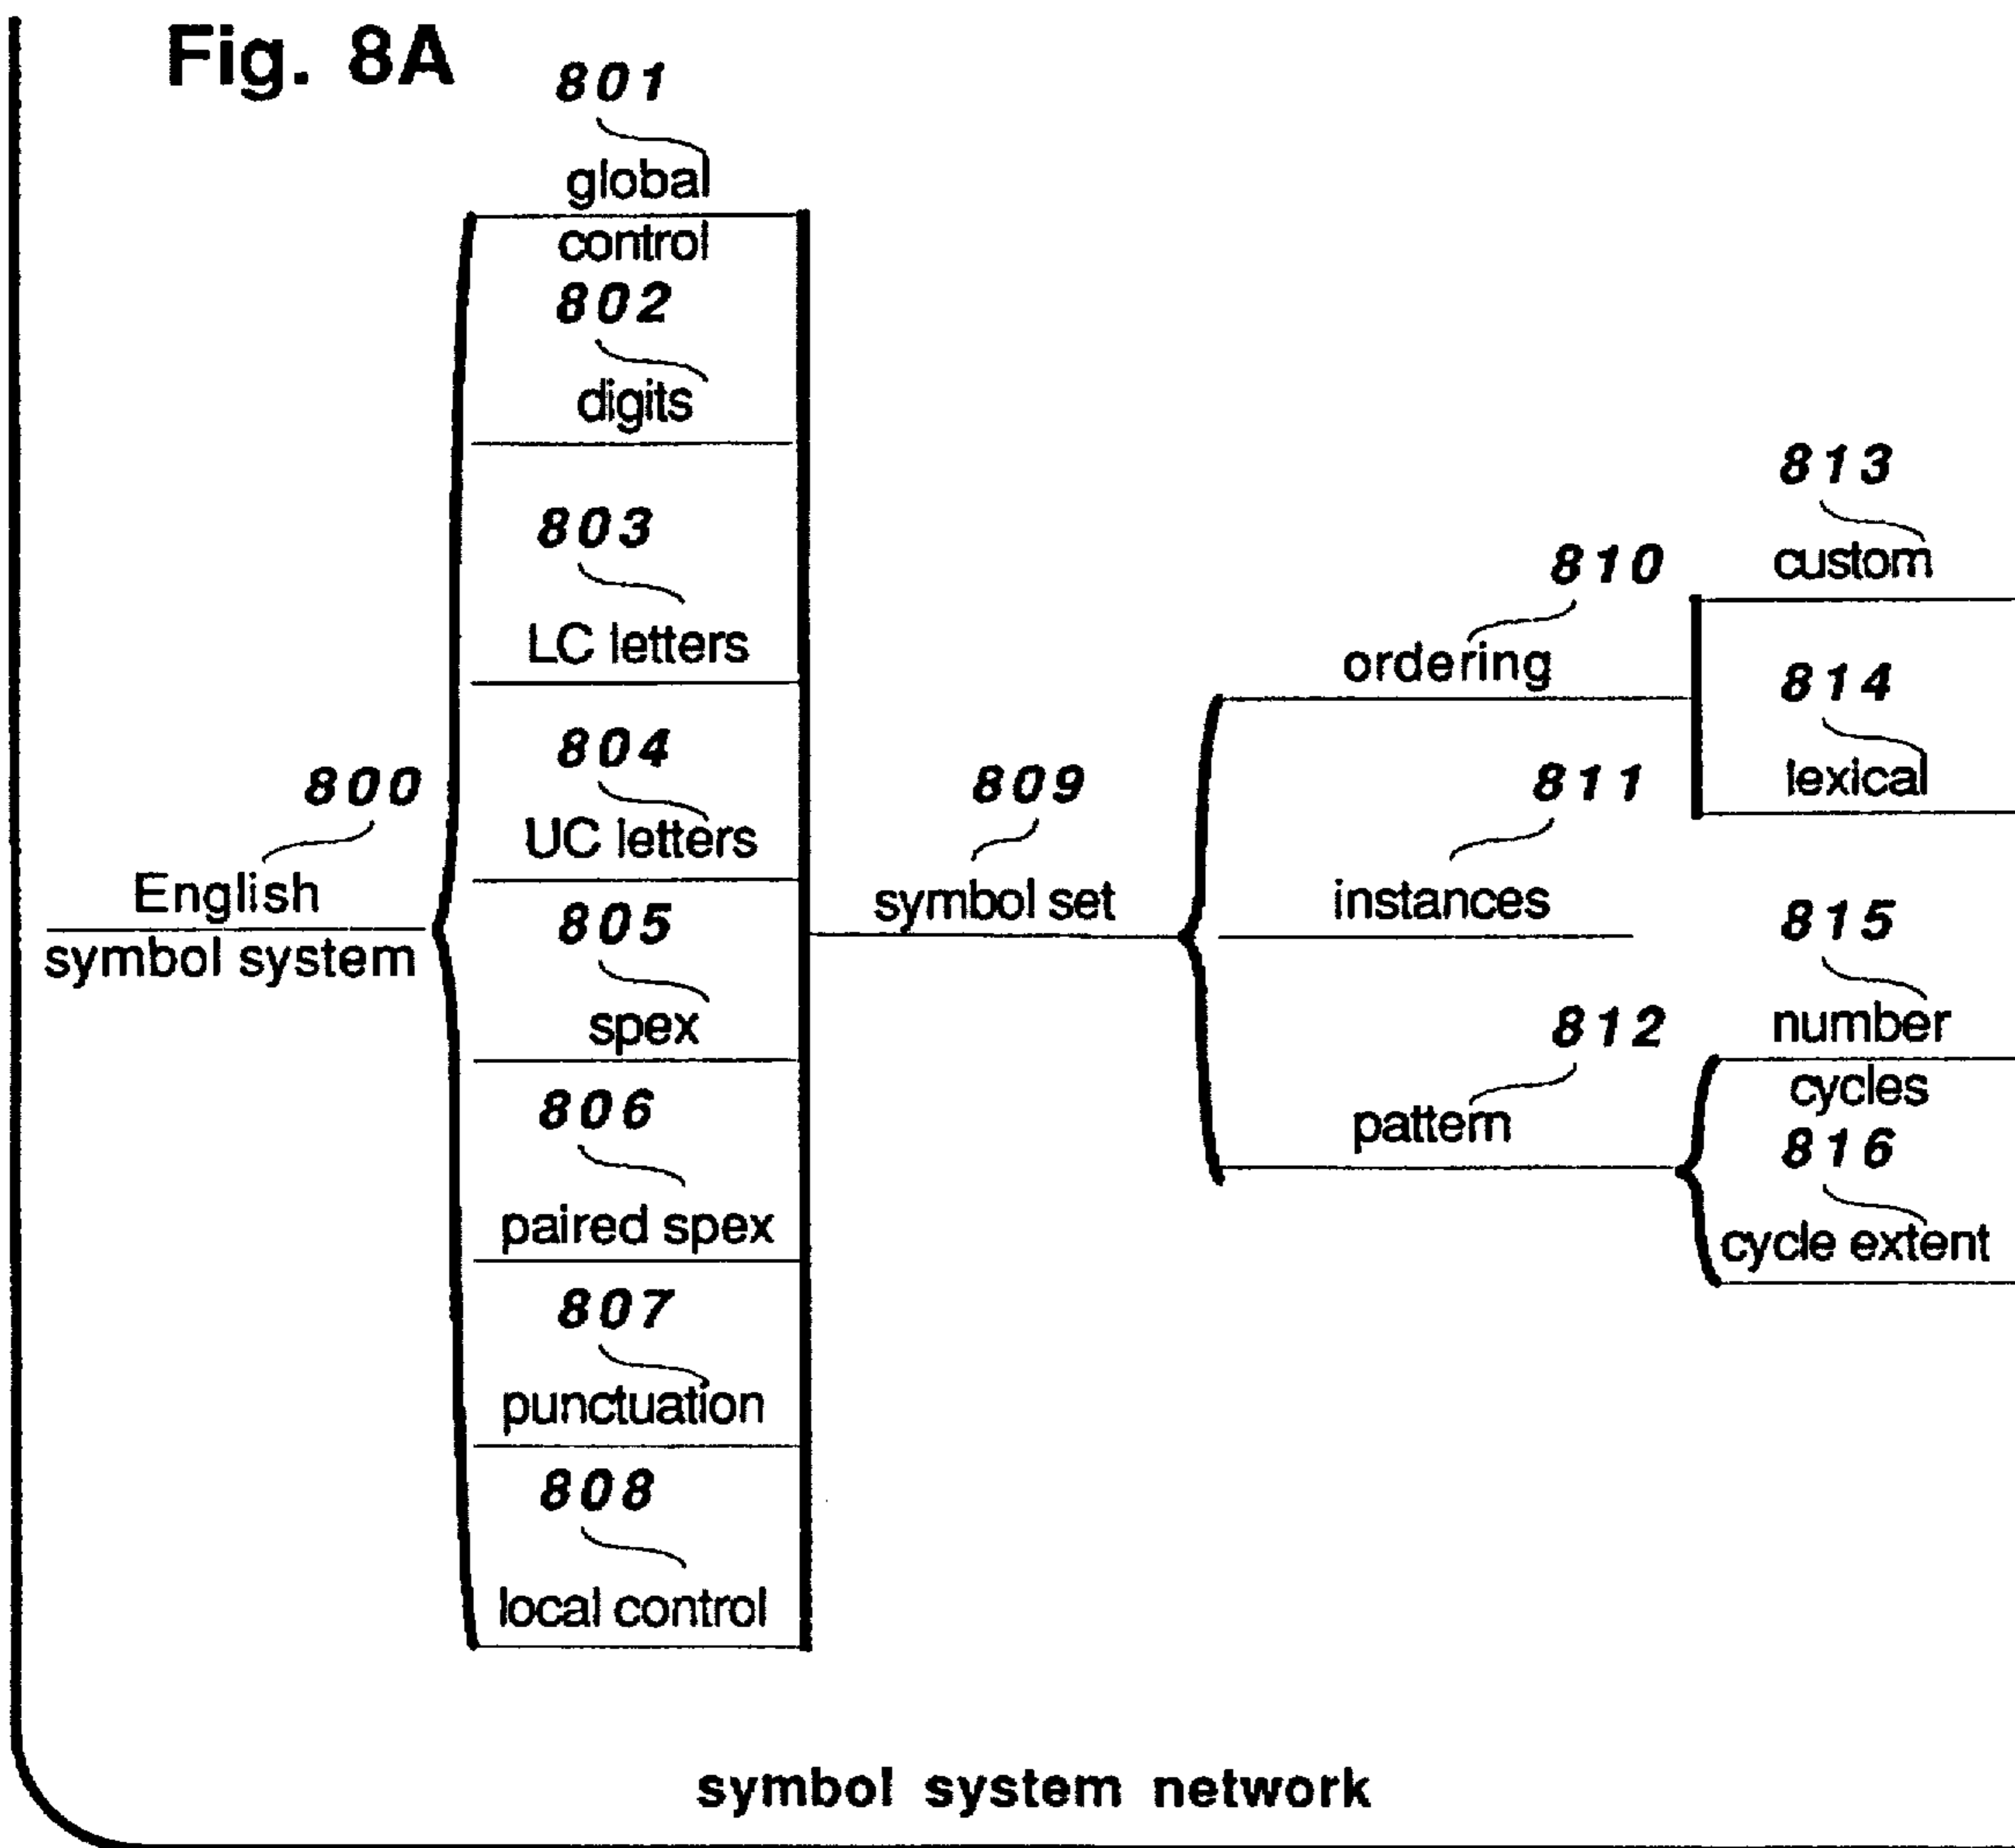 Fig. 8A
801
global
control
802
digits
803
LC letters
804
UC letters
805
spex
806
paired spex
807
punctuation
808
local control
800
English
symbol system
809
symbol set
810
ordering
811
instances
812
pattern
813
custom
814
lexical
815
number
cycles
816
cycle extent
symbol system network